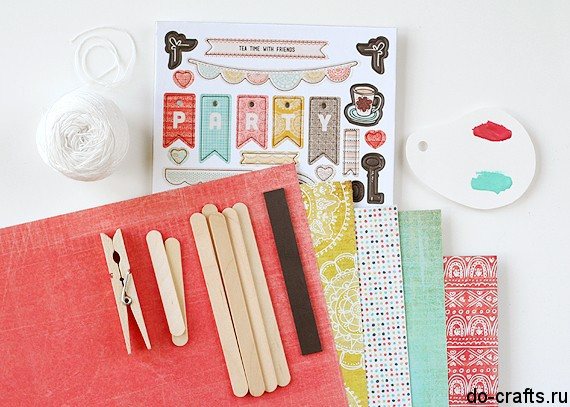 TEA TIME WITH FRIENDS
PARTY
do-crafts.ru